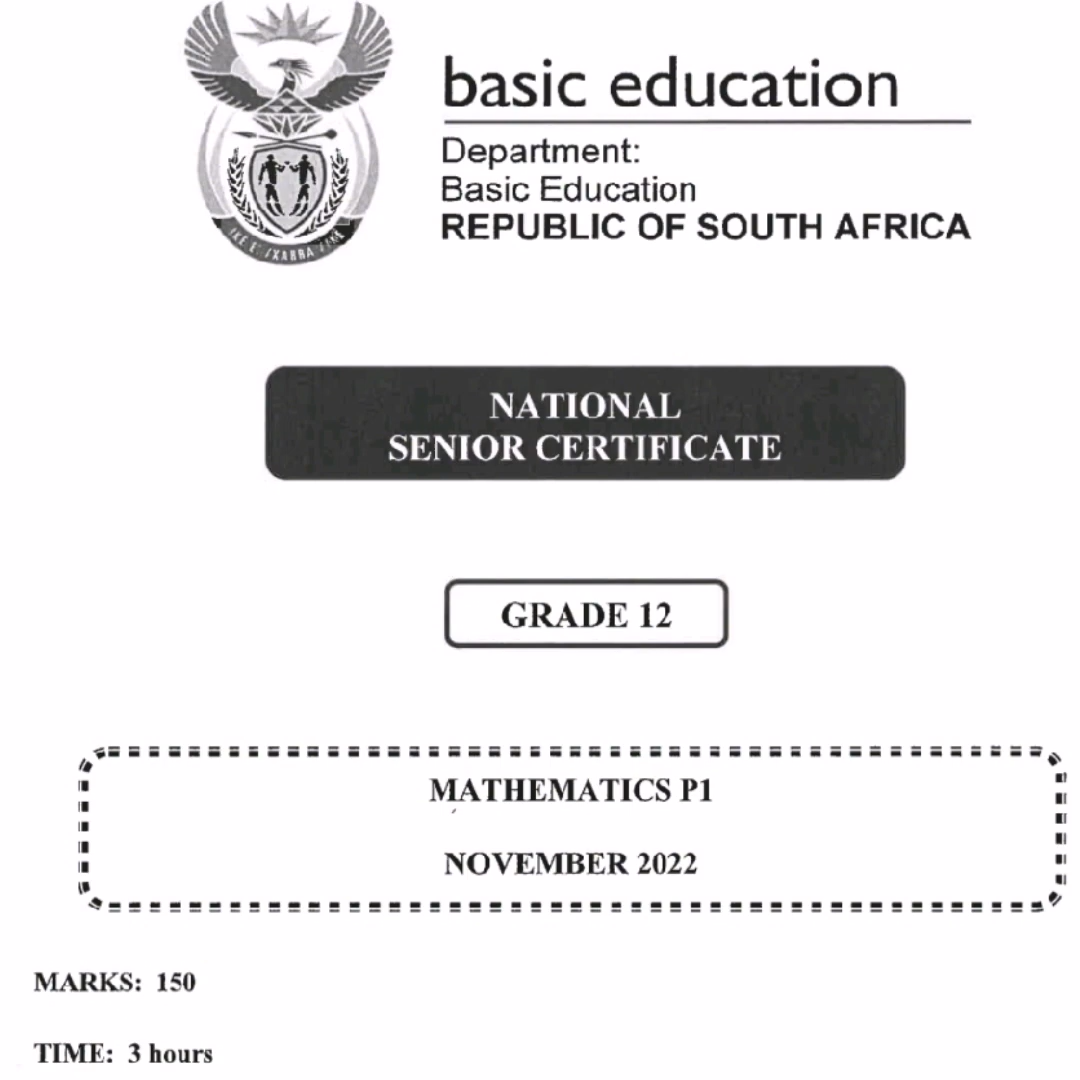 basic education
Department:
Basic Education
REPUBLIC OF SOUTH AFRICA
NATIONAL
SENIOR CERTIFICATE
GRADE 12
MATHEMATICS P1
NOVEMBER 2022
MARKS: 150
TIME: 3 hours